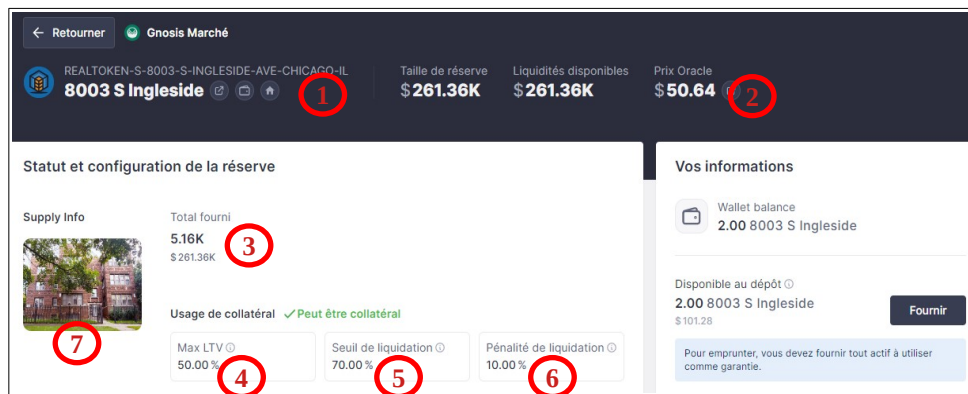 ← Retourner Gnosis Marché
REALTOKEN-S-8003-S-INGLESIDE-AVE-CHICAGO-IL Taille de réserve Liquidités disponibles Prix Oracle
8003 S Ingleside 1 $261.36K $261.36K $50.64 2
Statut et configuration de la réserve Vos informations
Supply Info Total fourni Wallet balance
5.16K 3 2.00 8003 S Ingleside
$261.36K
Disponible au dépôt
2.00 8003 S Ingleside Fournir
$101.28
Usage de collatéral ✓ Peut être collatéral
7 Max LTV Seuil de liquidation Pénalité de liquidation Pour emprunter, vous devez fournir tout actif à utiliser
50.00 % 70.00 % 10.00 % comme garantie.
4 5 6